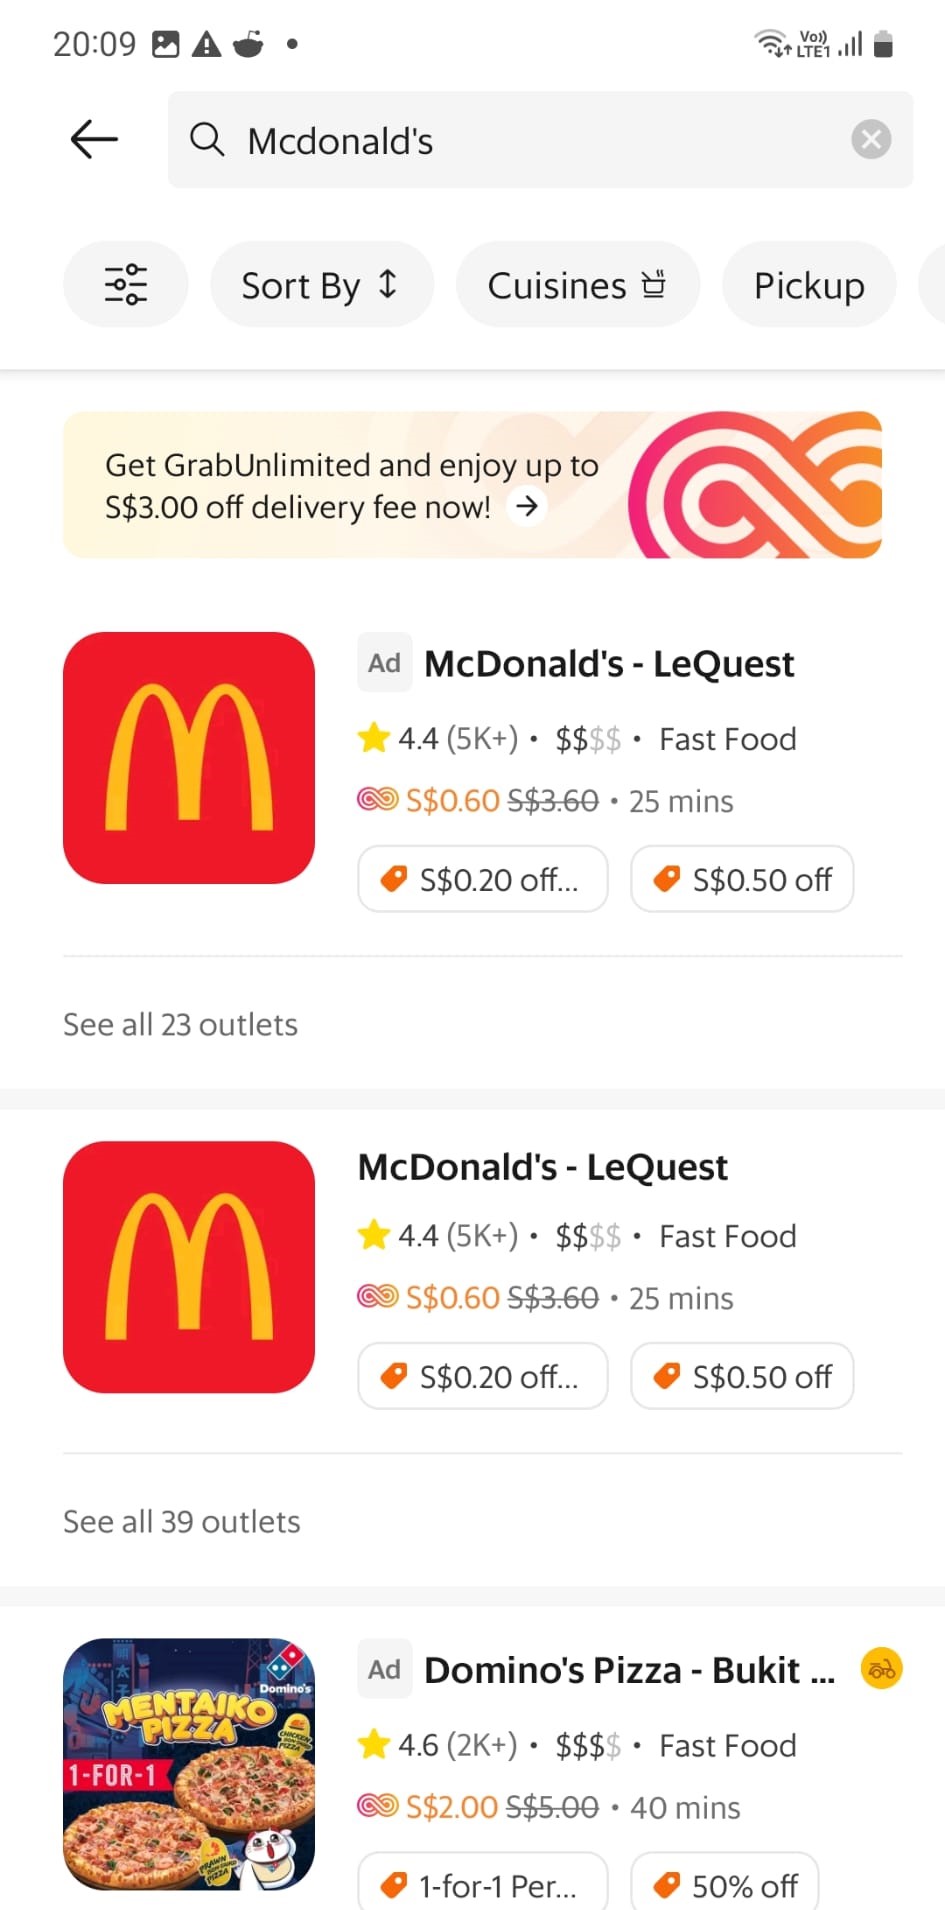 20:09
Vo)) LTE1
Mcdonald's
Sort By
Cuisines
Pickup
Get GrabUnlimited and enjoy up to
S$3.00 off delivery fee now!
Ad McDonald's - LeQuest
4.4 (5K+) • $$$$ • Fast Food
S$0.60 S$3.60 • 25 mins
S$0.20 off...
S$0.50 off
See all 23 outlets
McDonald's - LeQuest
4.4 (5K+) • $$$$ • Fast Food
S$0.60 S$3.60 • 25 mins
S$0.20 off...
S$0.50 off
See all 39 outlets
Domino's
MENTAIKO
PIZZA
1-FOR-1
Ad Domino's Pizza - Bukit ...
4.6 (2K+) • $$$$ • Fast Food
S$2.00 S$5.00 • 40 mins
1-for-1 Per...
50% off